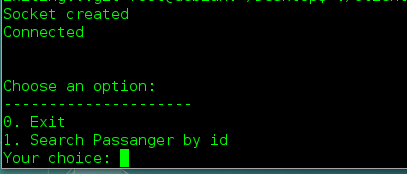 Socket created
Connected
Choose an option:
---------------------
0. Exit
1. Search Passanger by id
Your choice: